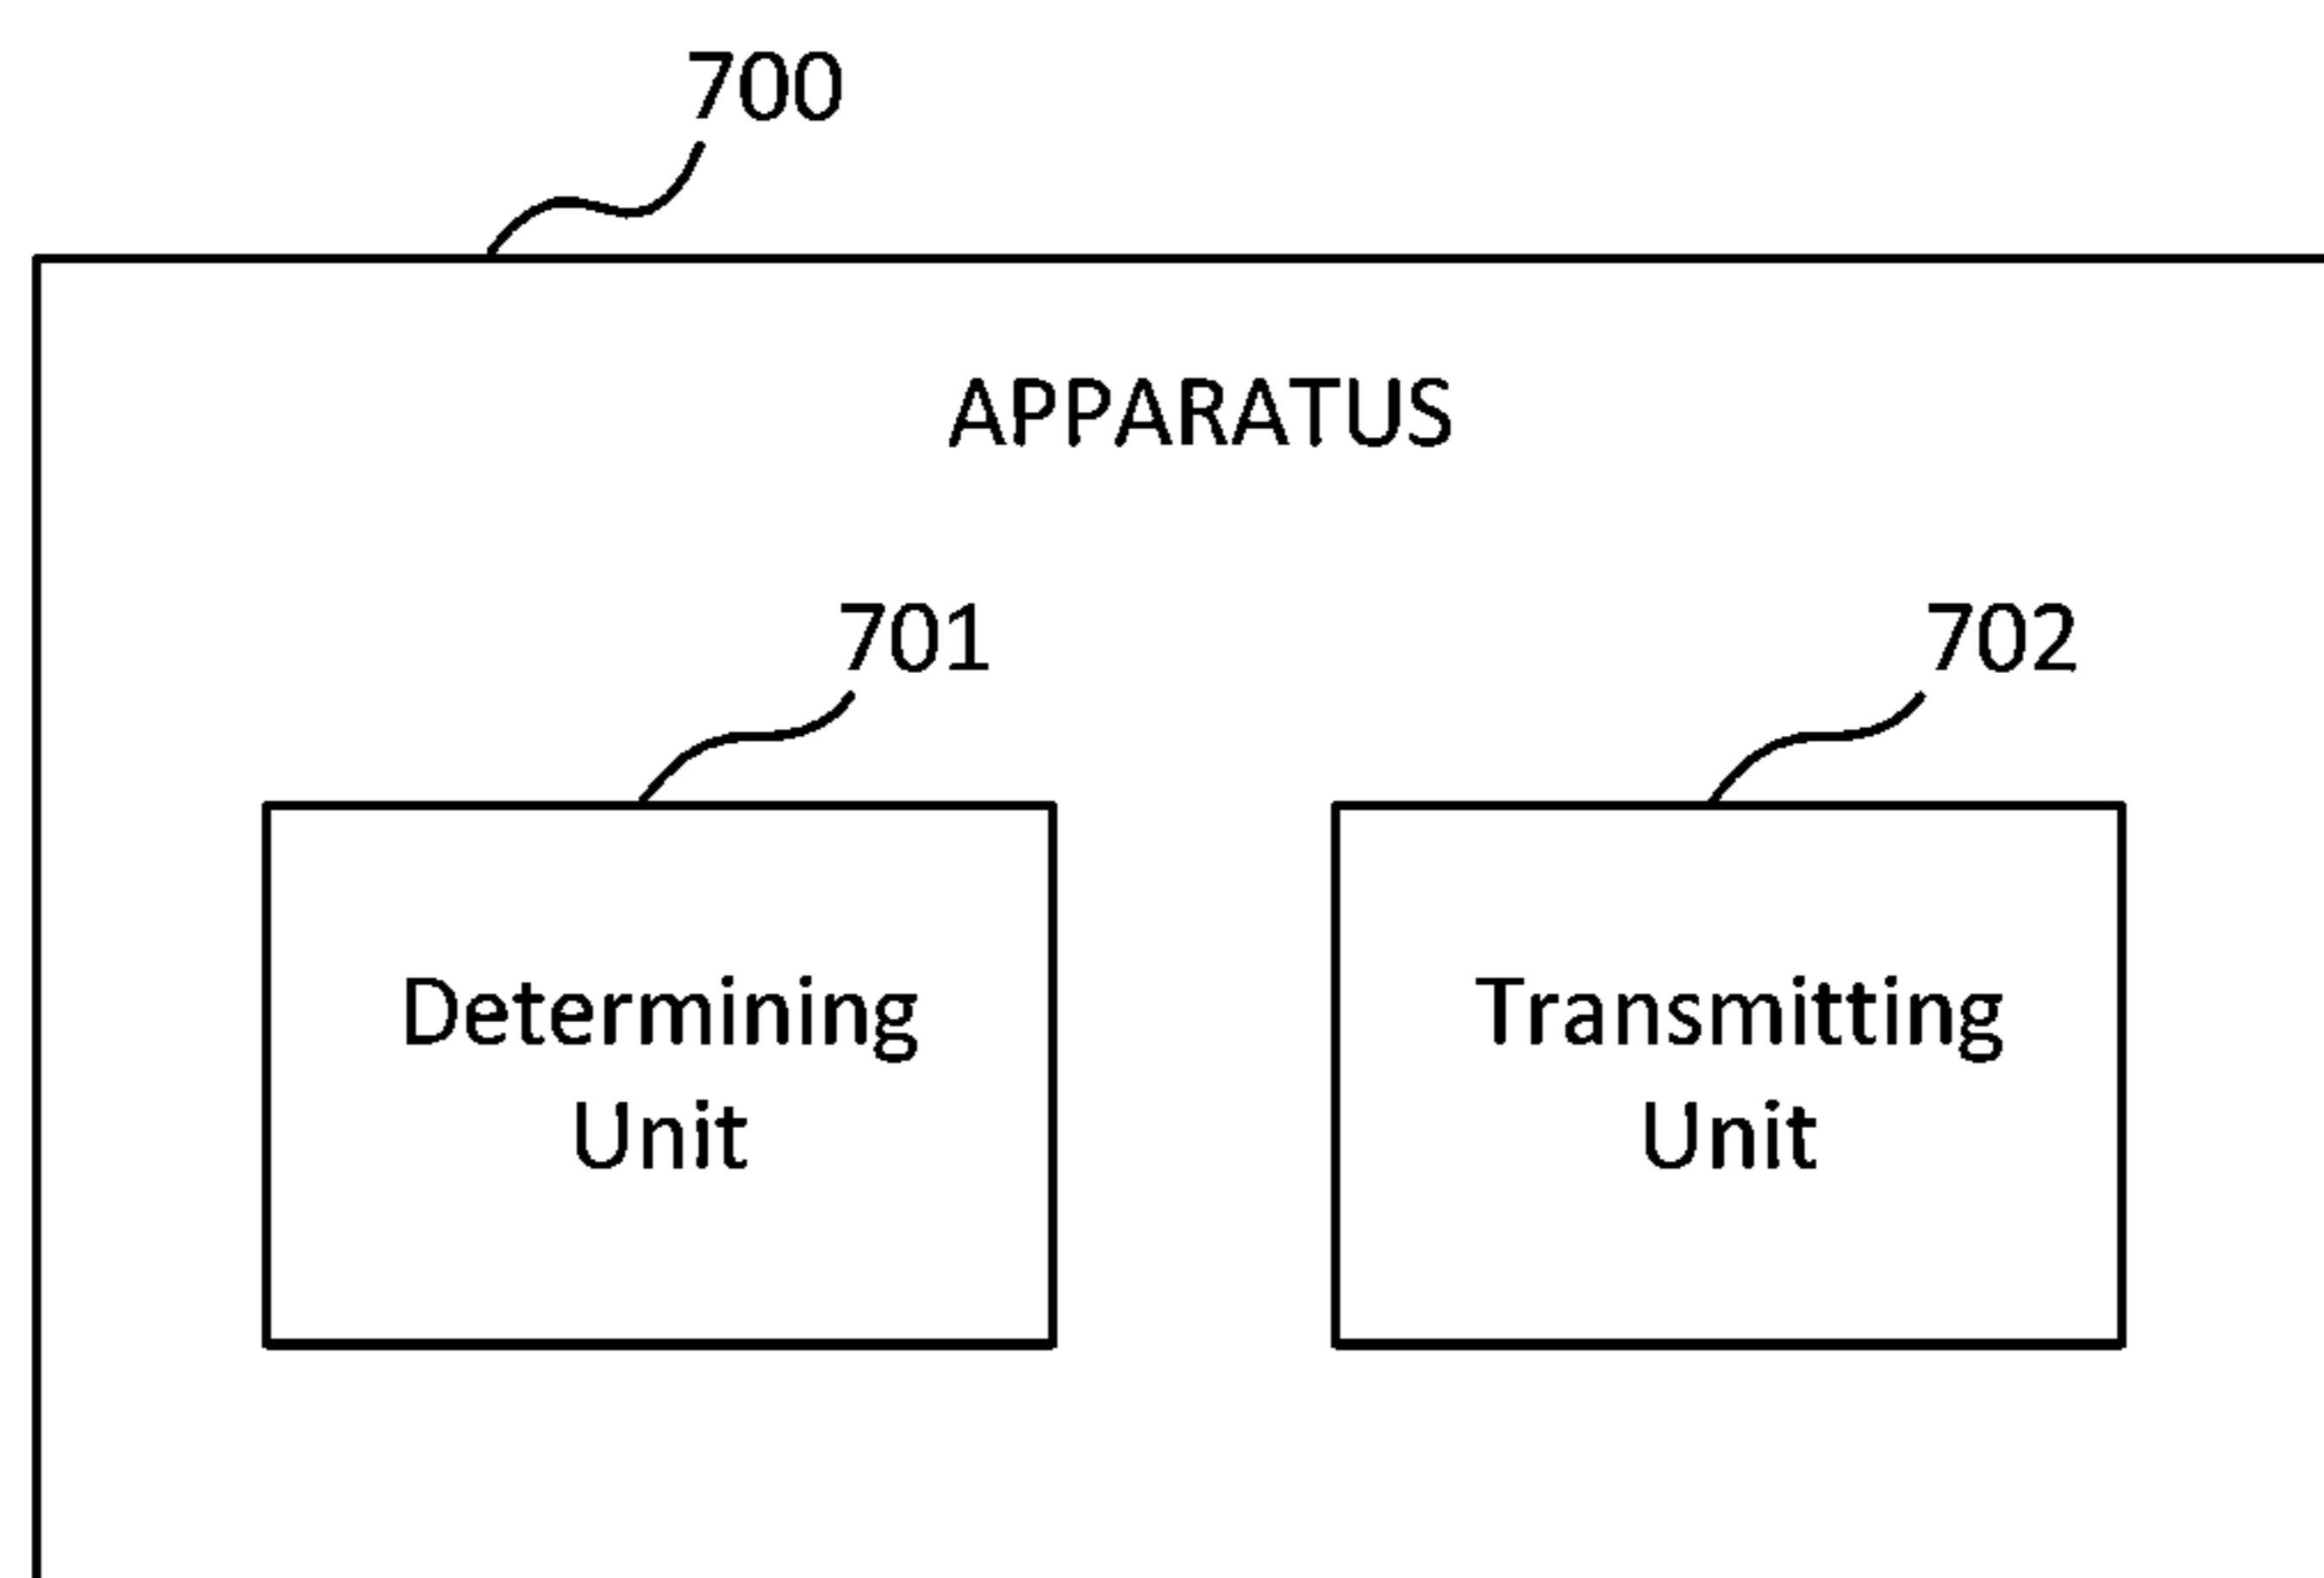 700
APPARATUS
701
702
Determining
Unit
Transmitting
Unit